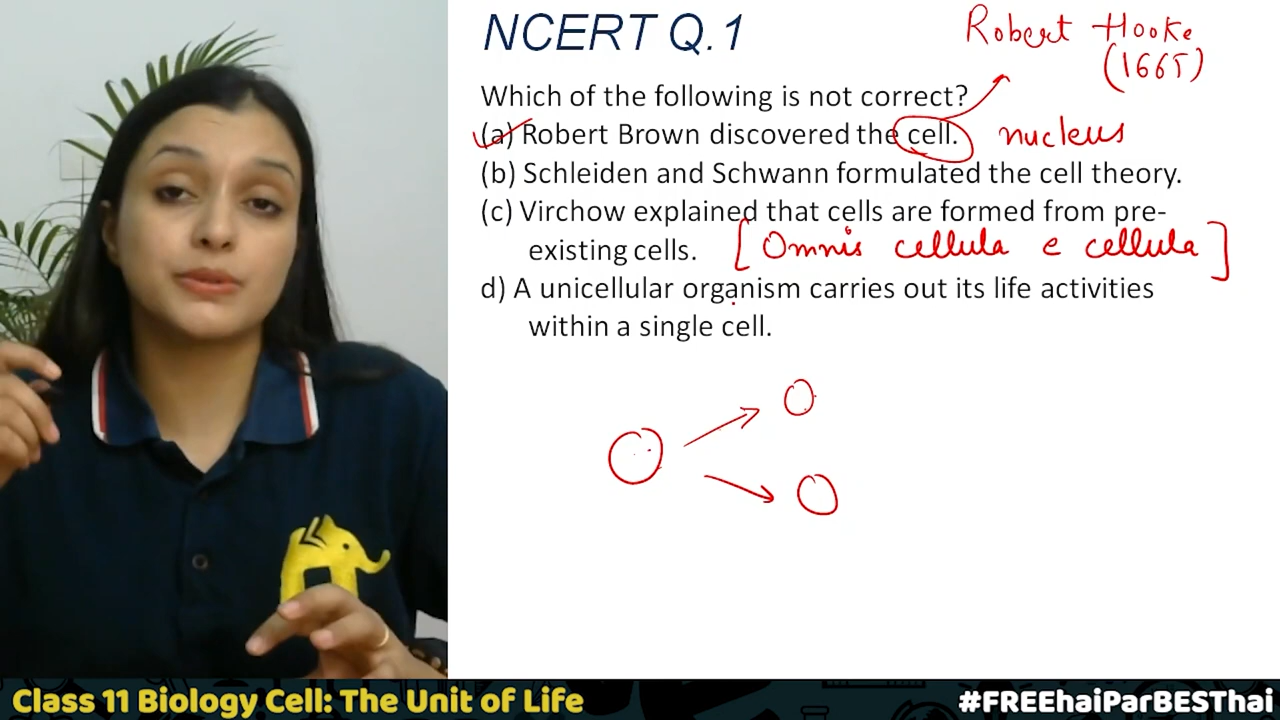 NCERT Q.1
Robert Hooke
(1665)
Which of the following is not correct?
(a) Robert Brown discovered the cell. nucleus
(b) Schleiden and Schwann formulated the cell theory.
(c) Virchow explained that cells are formed from pre-
existing cells. [Omnis cellula e cellula]
d) A unicellular organism carries out its life activities
within a single cell.
Class 11 Biology Cell: The Unit of Life
#FREEhaiParBESThai